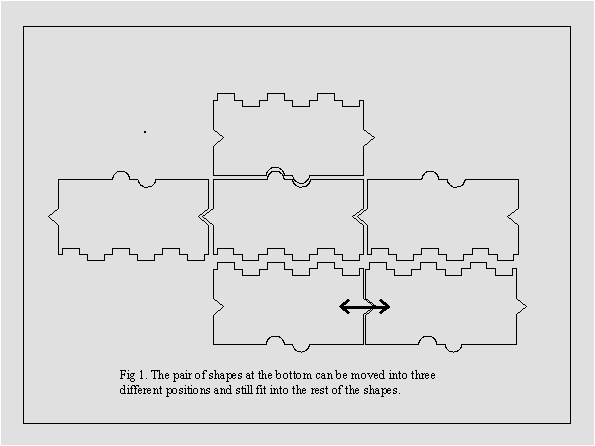 Fig 1. The pair of shapes at the bottom can be moved into three
different positions and still fit into the rest of the shapes.